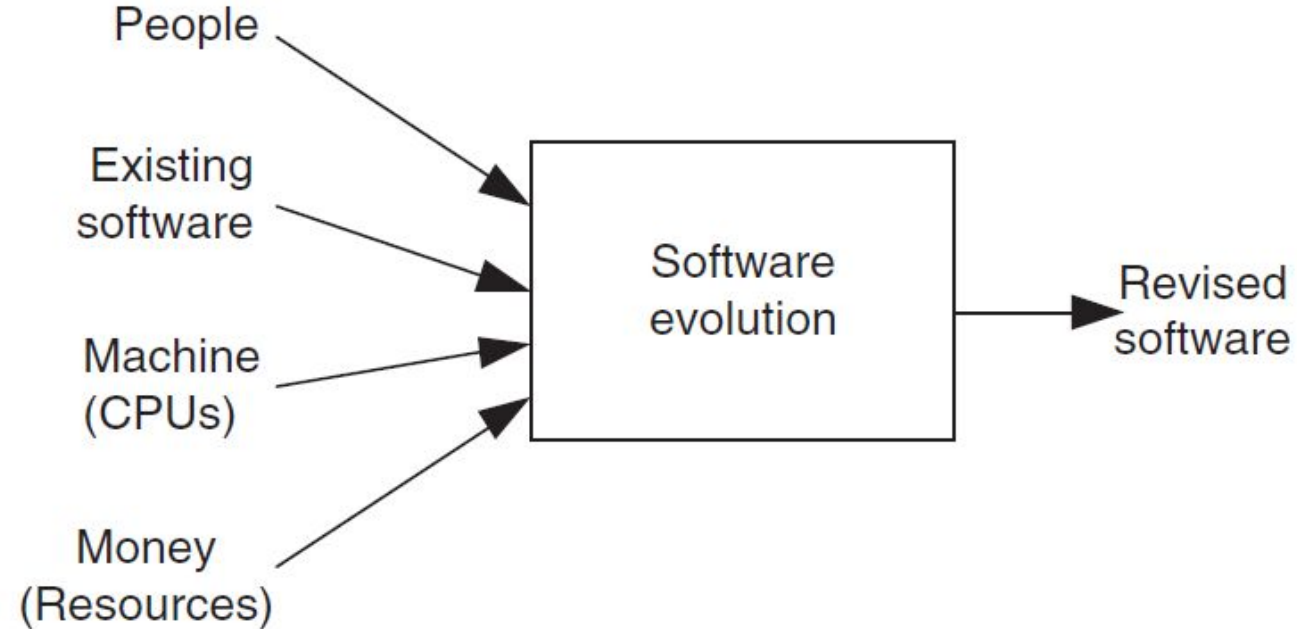 People
Existing
software
Machine
(CPUs)
Money
(Resources)
Software
evolution
Revised
software